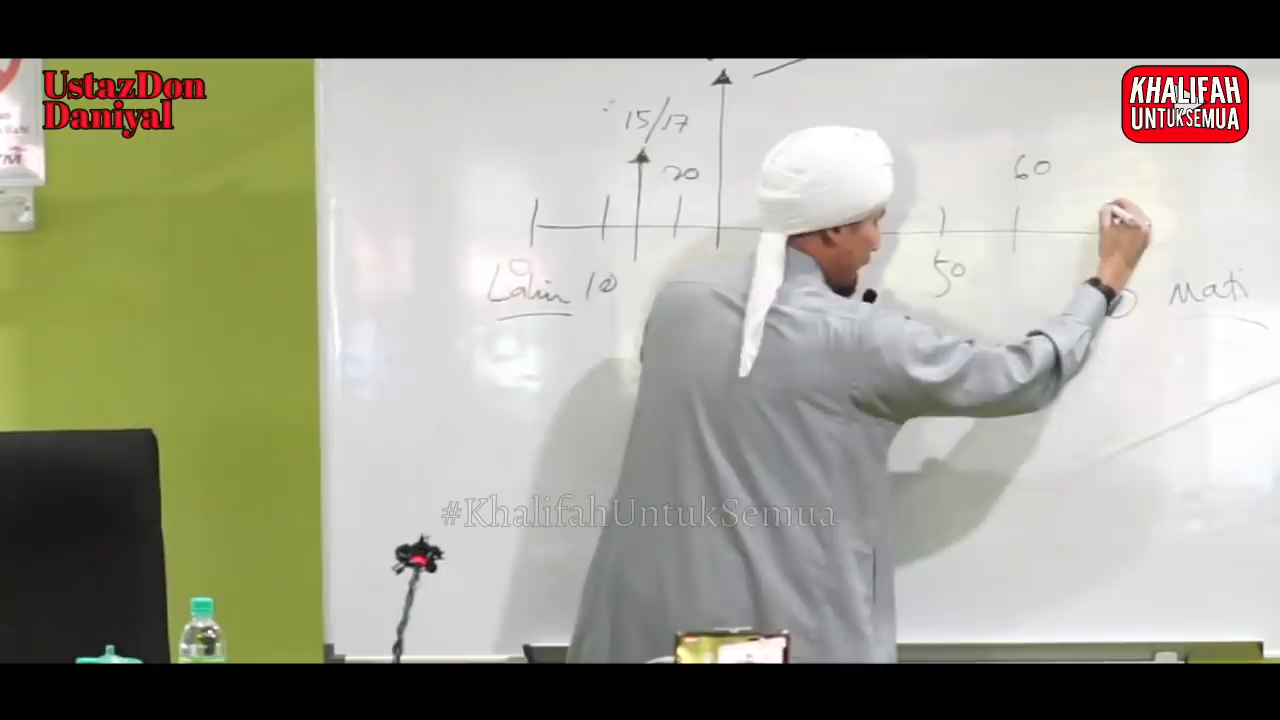 UstazDon
Daniyal
KHALIFAH
UNTUKSEMUA
15/17
20
60
Lahir 10
50
Mati
#KhalifahUntukSemua